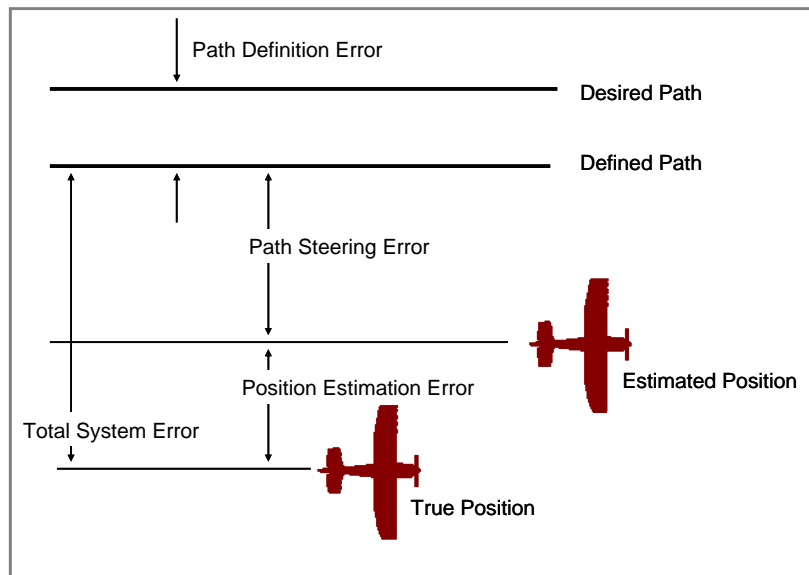 Path Definition Error
Desired Path
Defined Path
Path Steering Error
Estimated Position
Position Estimation Error
Total System Error
True Position